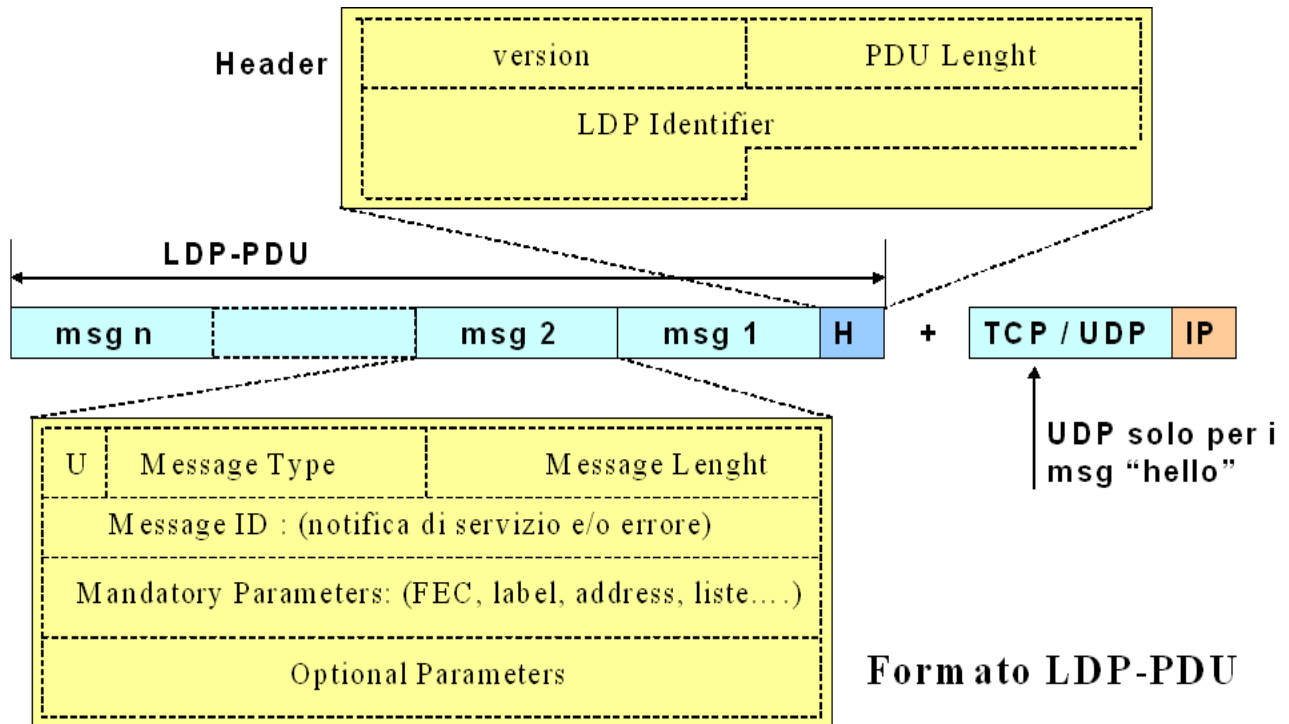 Header
version
PDU Lenght
LDP Identifier
LDP-PDU
msg n
msg 2
msg 1
H
+
TCP / UDP
IP
UDP solo per i
msg “hello”
U
Message Type
Message Lenght
Message ID : (notifica di servizio e/o errore)
Mandatory Parameters: (FEC, label, address, liste....)
Optional Parameters
Formato LDP-PDU